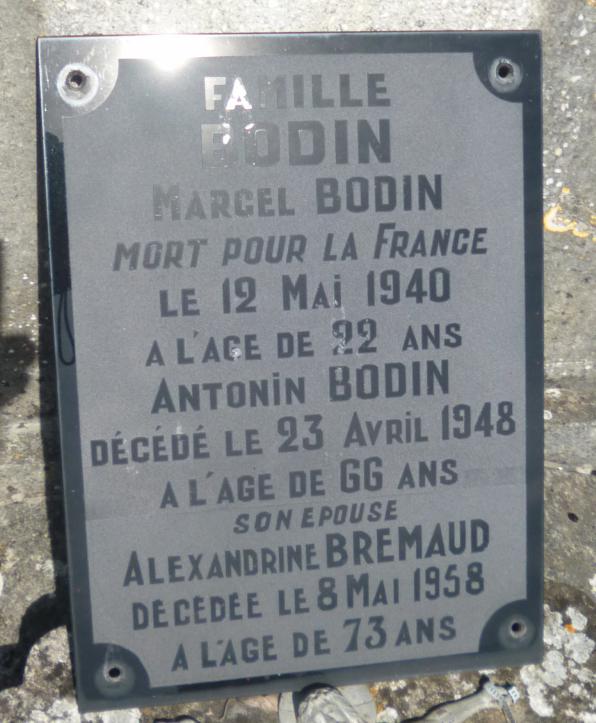 FAMILLE
BODIN
MARCEL BODIN
MORT POUR LA FRANCE
LE 12 MAi 1940
A L'AGE DE 22 ANS
ANTONiN BODIN
DÉCÉDÉ LE 23 AVRiL 1948
A L'AGE DE 66 ANS
SON EPOUSE
ALEXANDRINE BREMAUD
DÉCÉDÉE LE 8 MAI 1958
A L'AGE DE 73 ANS